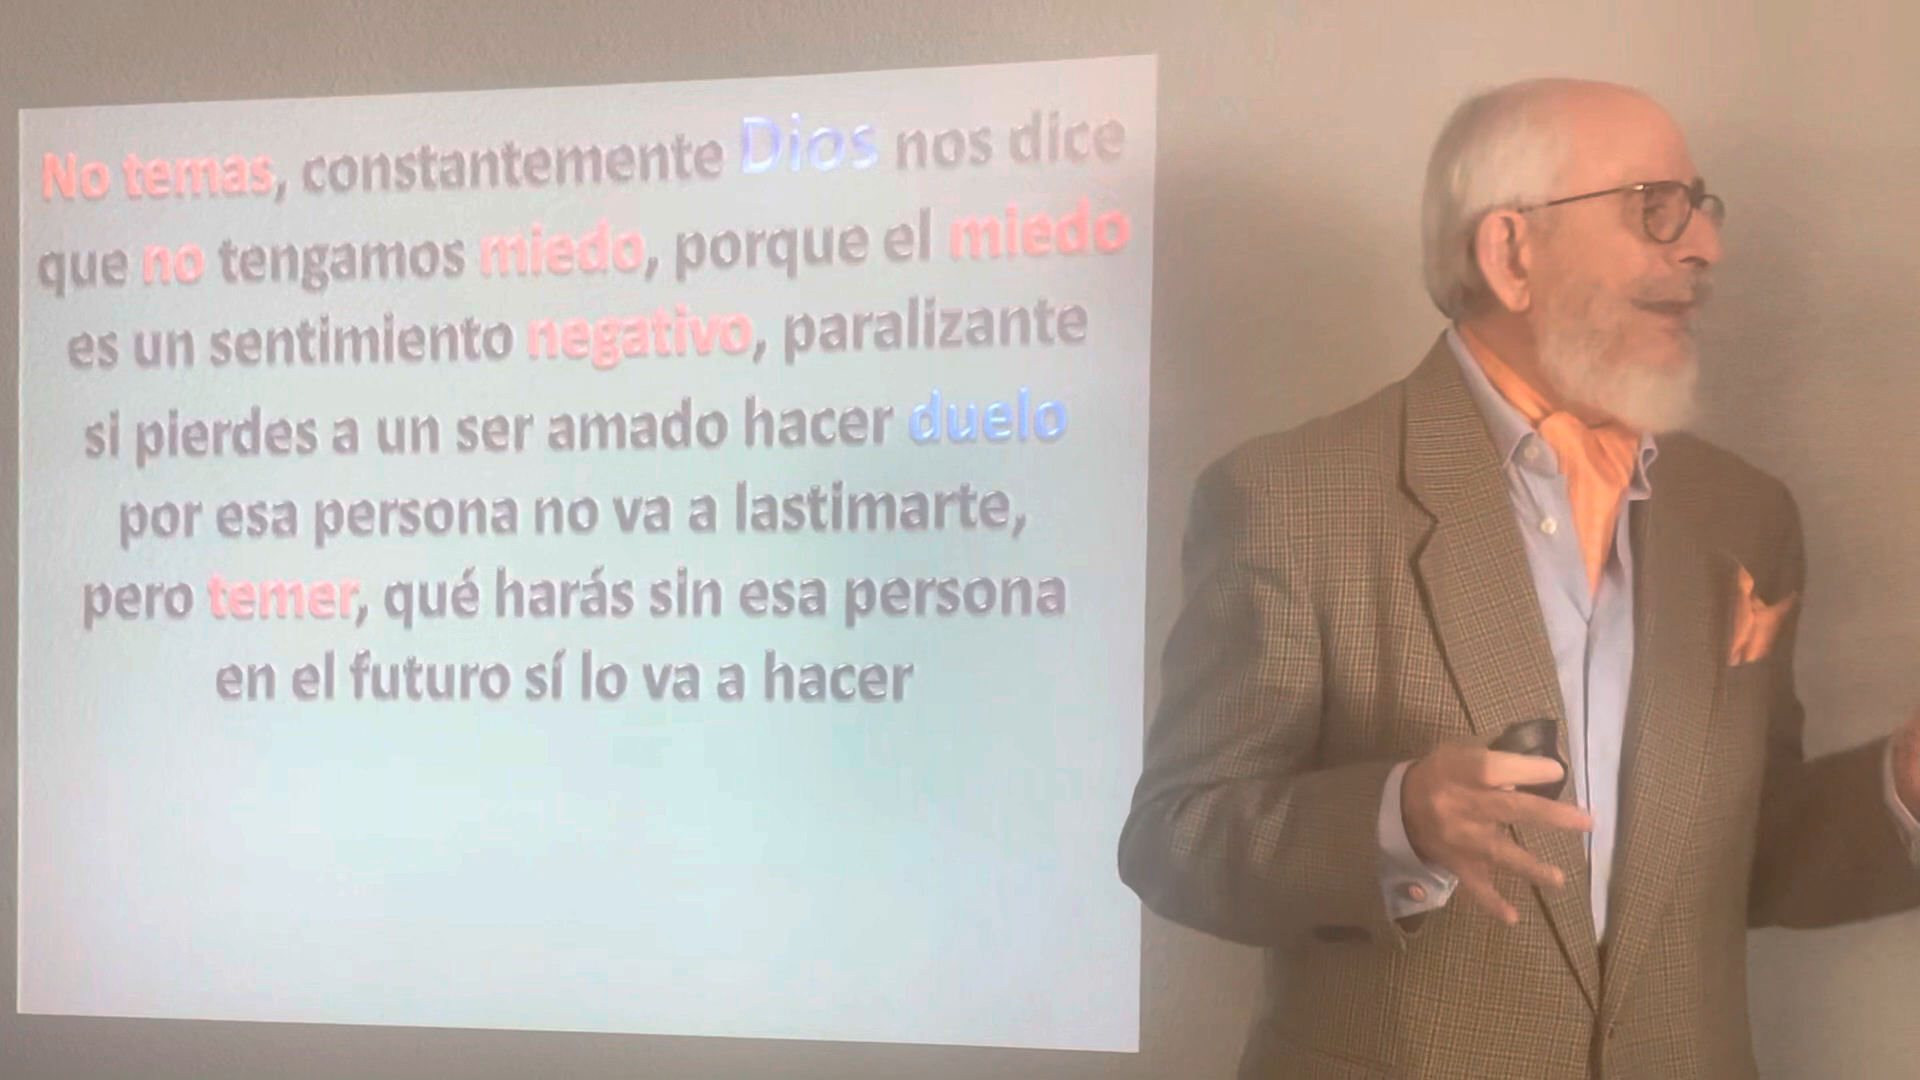 No temas, constantemente Dios nos dice
que no tengamos miedo, porque el miedo
es un sentimiento negativo, paralizante
si pierdes a un ser amado hacer duelo
por esa persona no va a lastimarte,
pero temer, qué harás sin esa persona
en el futuro sí lo va a hacer